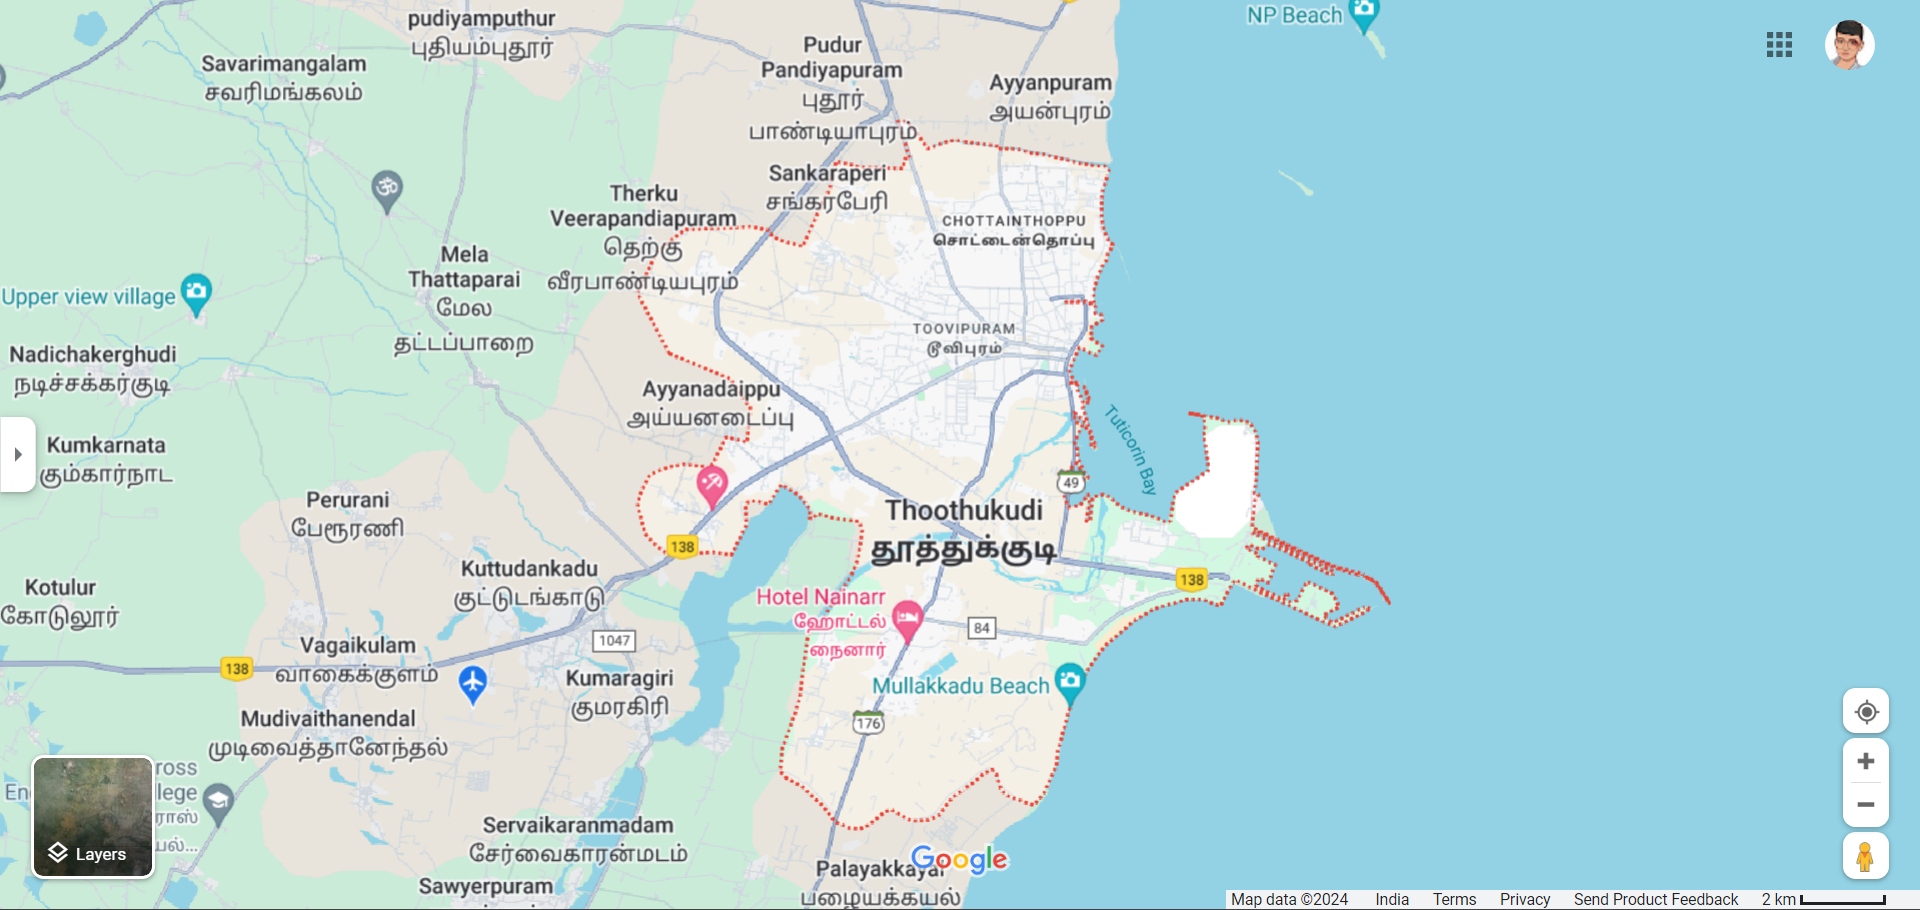 pudiyamputhur
புதியம்புதூர்
NP Beach
Savarimangalam
சவரிமங்கலம்
Pudur
Pandiyapuram
புதூர்
பாண்டியாபுரம்
Ayyanpuram
அயன்புரம்
Sankaraperi
சங்கரபேரி
Therku
Veerapandiapuram
தெற்கு
வீரபாண்டியபுரம்
CHOTTAINTHOPPU
சொட்டைன்தொப்பு
Mela
Thattaparai
மேல
தட்டப்பாறை
Upper view village
TOOVIPURAM
டூவிபுரம்
Nadichakerghudi
நடிச்சக்கர்குடி
Ayyanadaippu
அய்யனடைப்பு
Kumkarnata
கும்கார்நாட
Tuticorin Bay
49
Perurani
பேரூரணி
Thoothukudi
தூத்துக்குடி
138
138
Kuttudankadu
குட்டுடங்காடு
Kotulur
கோடுலூர்
Hotel Nainarr
ஹோட்டல்
நைனார்
84
1047
Vagaikulam
வாகைக்குளம்
138
Kumaragiri
குமரகிரி
Mullakkadu Beach
176
Mudivaithanendal
முடிவைத்தானேந்தல்
ross
En
lege
ராஸ்
யல்...
Layers
Servaikaranmadam
சேர்வைகாரன்மடம்
Google
Palayakkayal
பழையக்கயல்
Sawyerpuram
Map data ©2024 India Terms Privacy Send Product Feedback 2 km